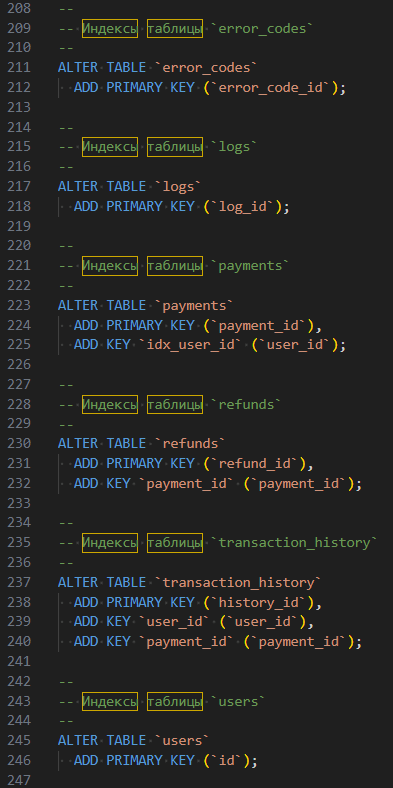 208 --
209 -- Индексы таблицы `error_codes`
210 --
211 ALTER TABLE `error_codes`
212   ADD PRIMARY KEY (`error_code_id`);
213
214 --
215 -- Индексы таблицы `logs`
216 --
217 ALTER TABLE `logs`
218   ADD PRIMARY KEY (`log_id`);
219
220 --
221 -- Индексы таблицы `payments`
222 --
223 ALTER TABLE `payments`
224   ADD PRIMARY KEY (`payment_id`),
225   ADD KEY `idx_user_id` (`user_id`);
226
227 --
228 -- Индексы таблицы `refunds`
229 --
230 ALTER TABLE `refunds`
231   ADD PRIMARY KEY (`refund_id`),
232   ADD KEY `payment_id` (`payment_id`);
233
234 --
235 -- Индексы таблицы `transaction_history`
236 --
237 ALTER TABLE `transaction_history`
238   ADD PRIMARY KEY (`history_id`),
239   ADD KEY `user_id` (`user_id`),
240   ADD KEY `payment_id` (`payment_id`);
241
242 --
243 -- Индексы таблицы `users`
244 --
245 ALTER TABLE `users`
246   ADD PRIMARY KEY (`id`);
247